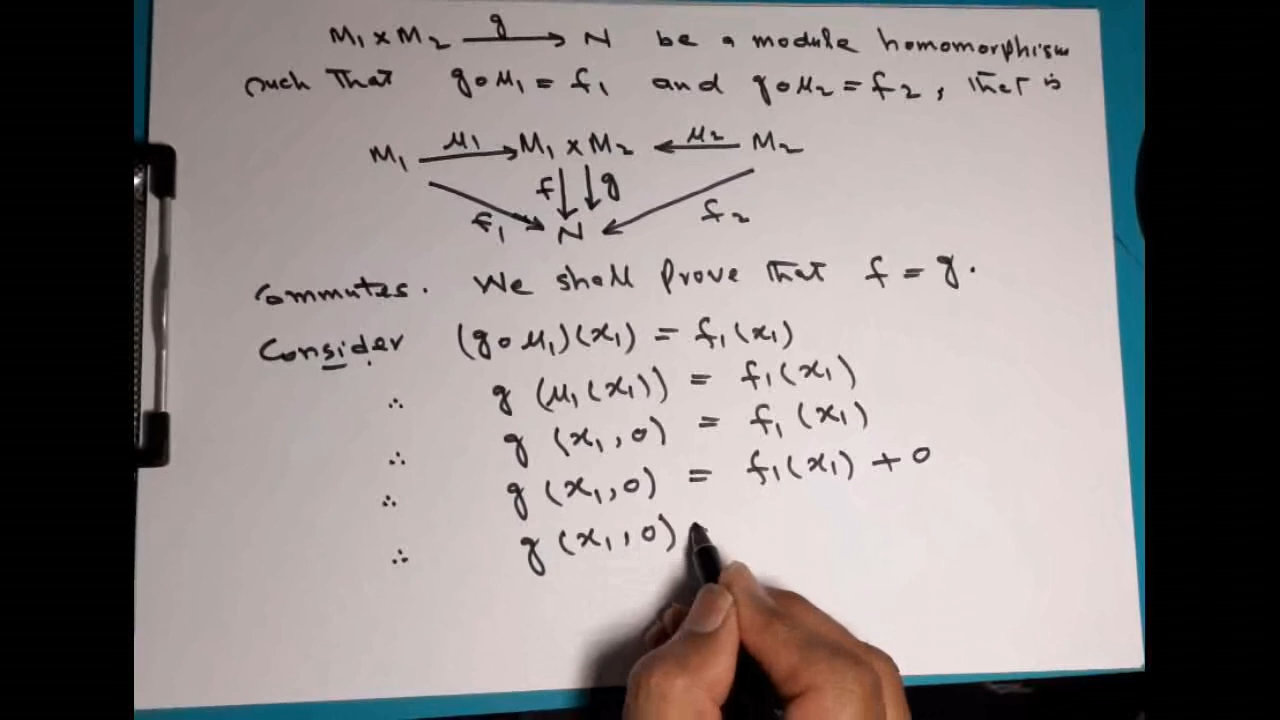 M₁ × M₂ —g→ N be a module homomorphism
such that g∘μ₁ = f₁ and g∘μ₂ = f₂, that is
M₁ —μ₁→ M₁ × M₂ ←μ₂— M₂
f g
f₁ N f₂
commutes. We shall prove that f = g.
Consider (g∘μ₁)(x₁) = f₁(x₁)
∴ g (μ₁(x₁)) = f₁(x₁)
∴ g (x₁, 0) = f₁(x₁)
∴ g (x₁, 0) = f₁(x₁) + 0
∴ g (x₁, 0)